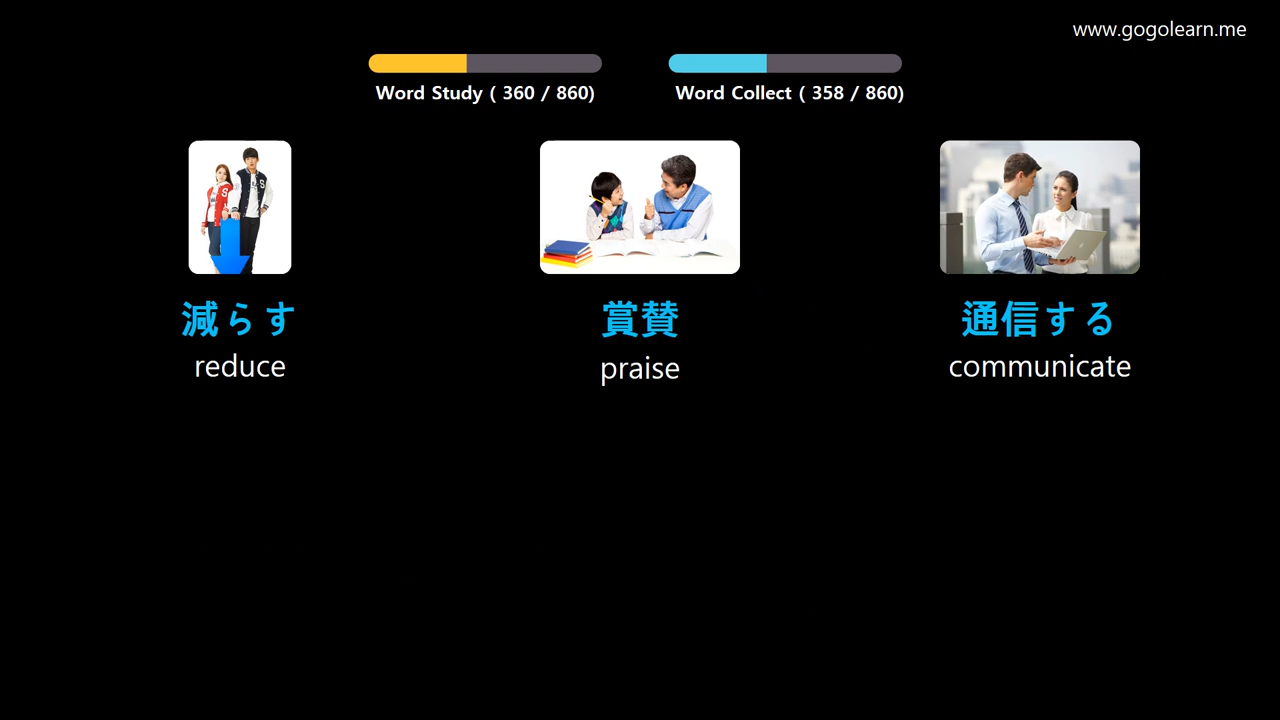 www.gogolearn.me
Word Study ( 360 / 860)
Word Collect ( 358 / 860)
減らす
reduce
賞賛
praise
通信する
communicate